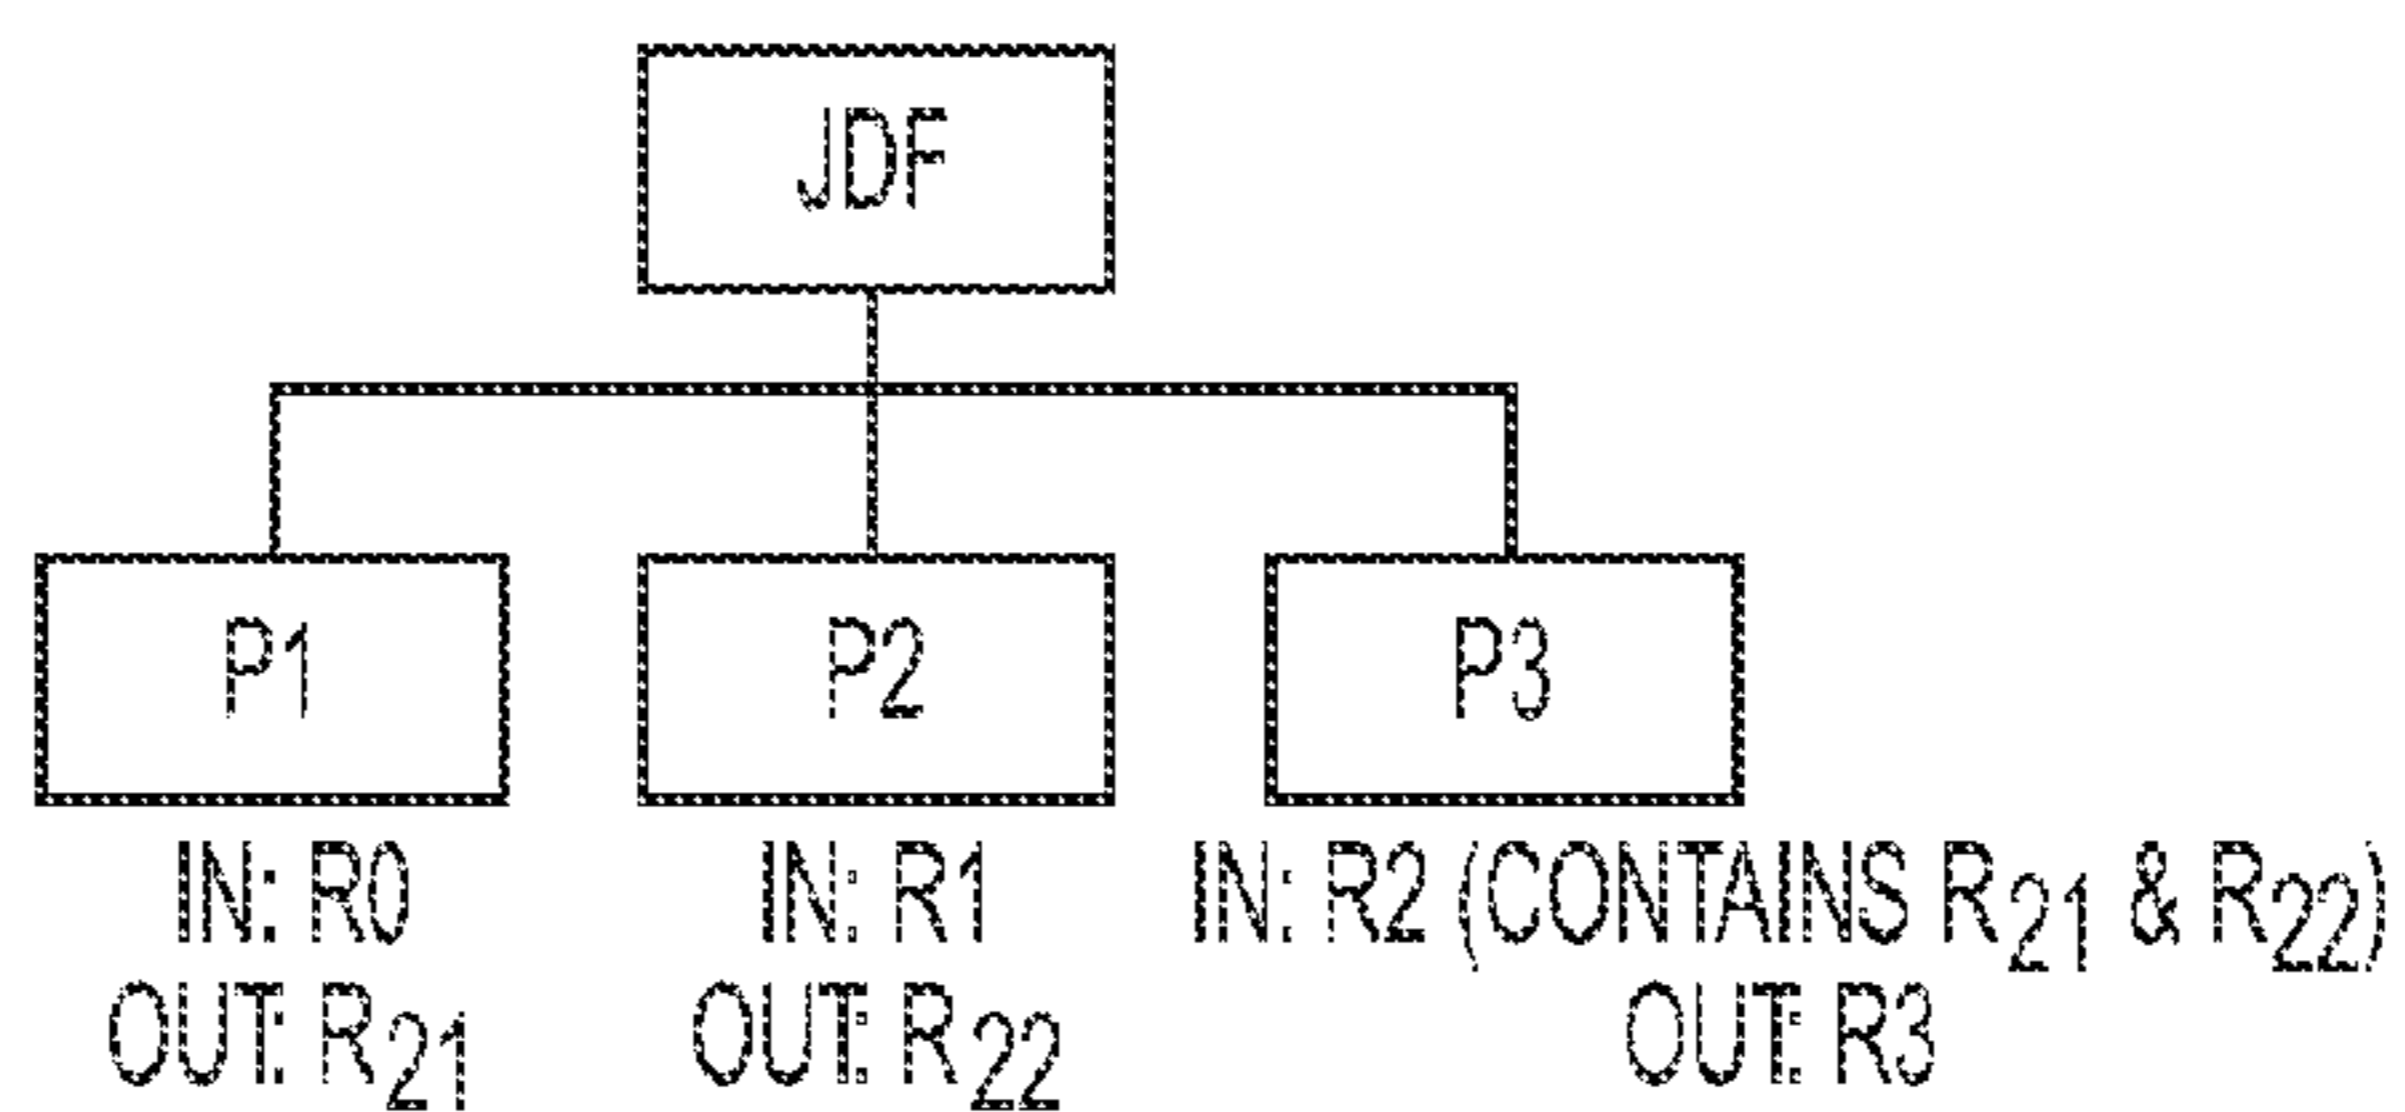 JDF
P1
P2
P3
IN: R0
OUT: R21
IN: R1
OUT: R22
IN: R2 (CONTAINS R21 & R22)
OUT: R3